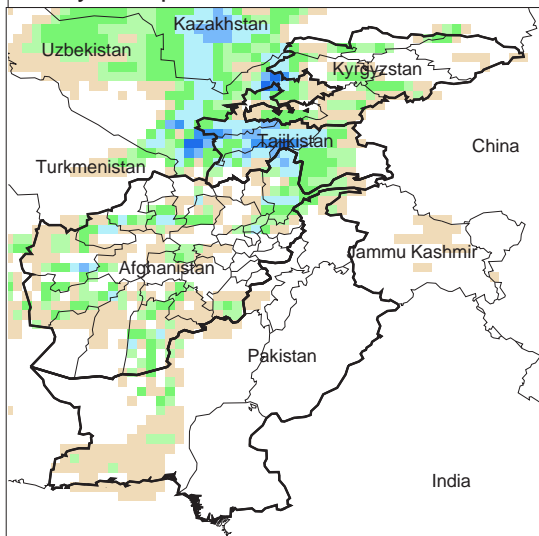 Kazakhstan
Uzbekistan
Kyrgyzstan
Tajikistan
China
Turkmenistan
Jammu Kashmir
Afghanistan
Pakistan
India